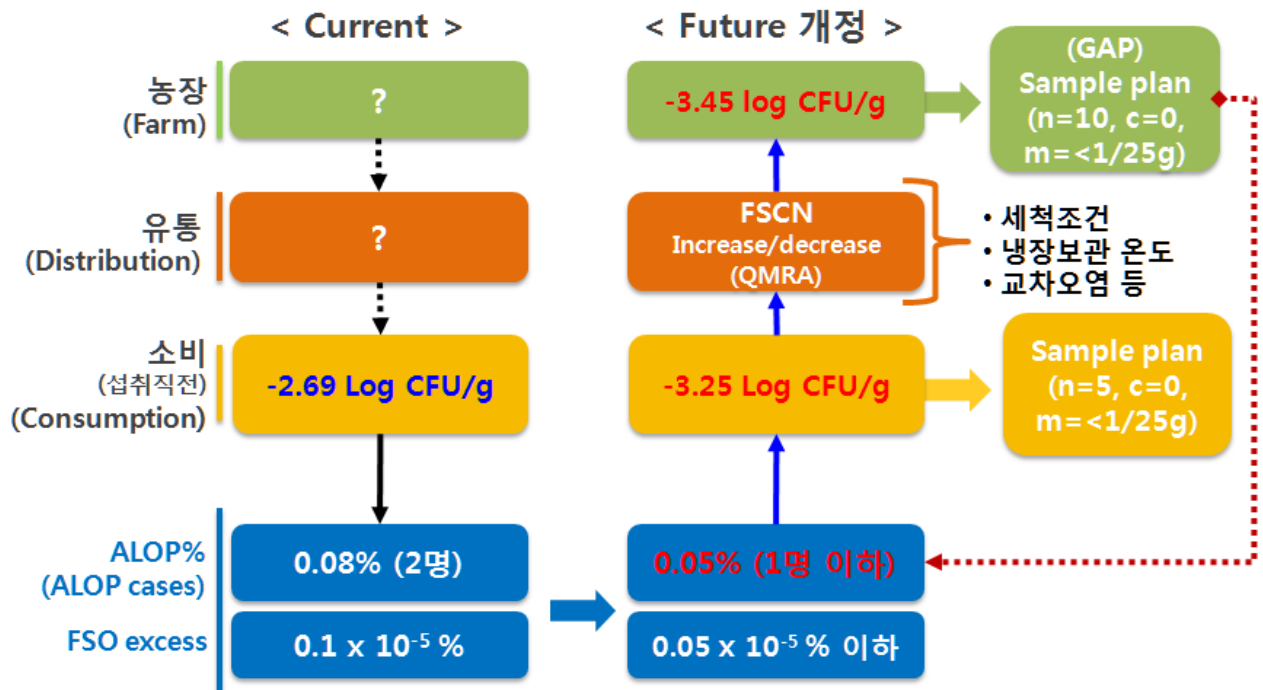 < Current >
< Future 개정 >
농장
(Farm)
?
-3.45 log CFU/g
(GAP)
Sample plan
(n=10, c=0,
m=<1/25g)
유통
(Distribution)
?
FSCN
Increase/decrease
(QMRA)
• 세척조건
• 냉장보관 온도
• 교차오염 등
소비
(섭취직전)
(Consumption)
-2.69 Log CFU/g
-3.25 Log CFU/g
Sample plan
(n=5, c=0,
m=<1/25g)
ALOP%
(ALOP cases)
0.08% (2명)
0.05% (1명 이하)
FSO excess
0.1 x 10⁻⁵ %
0.05 x 10⁻⁵ % 이하